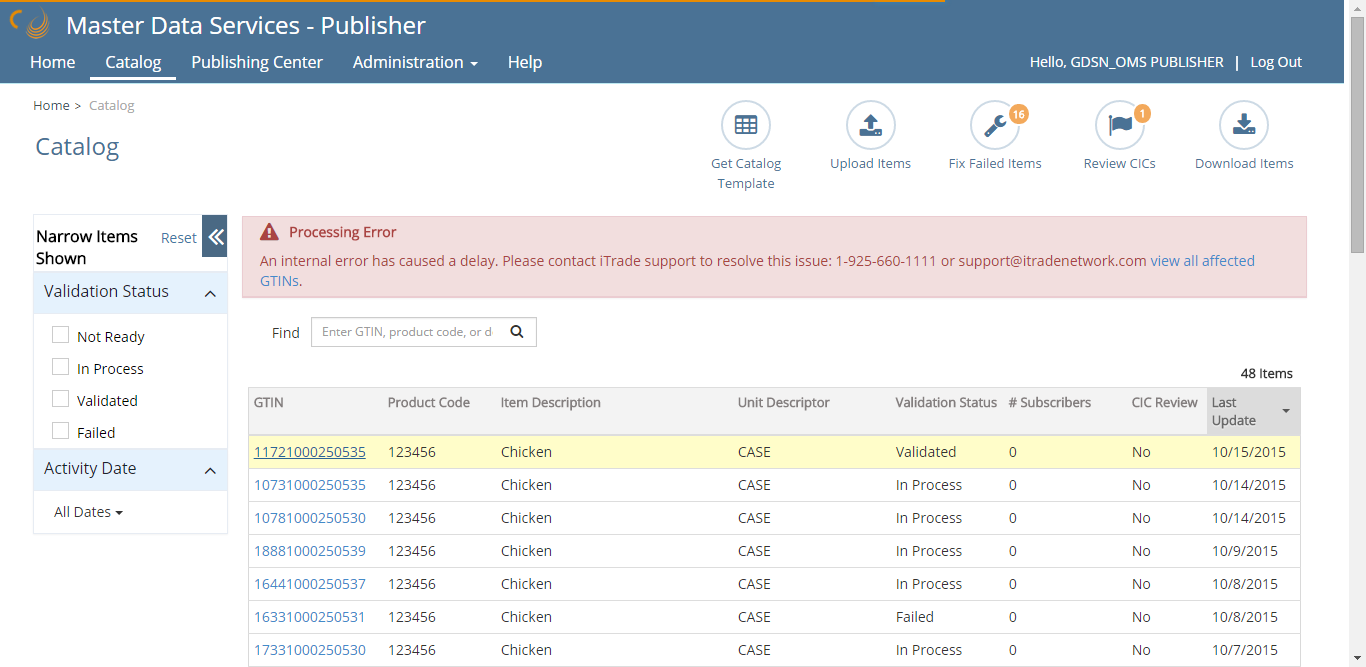 Master Data Services - Publisher
Home Catalog Publishing Center Administration Help
Hello, GDSN_OMS PUBLISHER | Log Out
Home > Catalog
Catalog
Get Catalog
Template
Upload Items
16
Fix Failed Items
1
Review CICs
Download Items
Narrow Items
Shown
Reset
Validation Status
Not Ready
In Process
Validated
Failed
Activity Date
All Dates
Processing Error
An internal error has caused a delay. Please contact iTrade support to resolve this issue: 1-925-660-1111 or support@itradenetwork.com view all affected
GTINs.
Find Enter GTIN, product code, or d
48 Items
GTIN Product Code Item Description Unit Descriptor Validation Status # Subscribers CIC Review Last
Update
11721000250535 123456 Chicken CASE Validated 0 No 10/15/2015
10731000250535 123456 Chicken CASE In Process 0 No 10/14/2015
10781000250530 123456 Chicken CASE In Process 0 No 10/14/2015
18881000250539 123456 Chicken CASE In Process 0 No 10/9/2015
16441000250537 123456 Chicken CASE In Process 0 No 10/8/2015
16331000250531 123456 Chicken CASE Failed 0 No 10/8/2015
17331000250530 123456 Chicken CASE In Process 0 No 10/7/2015